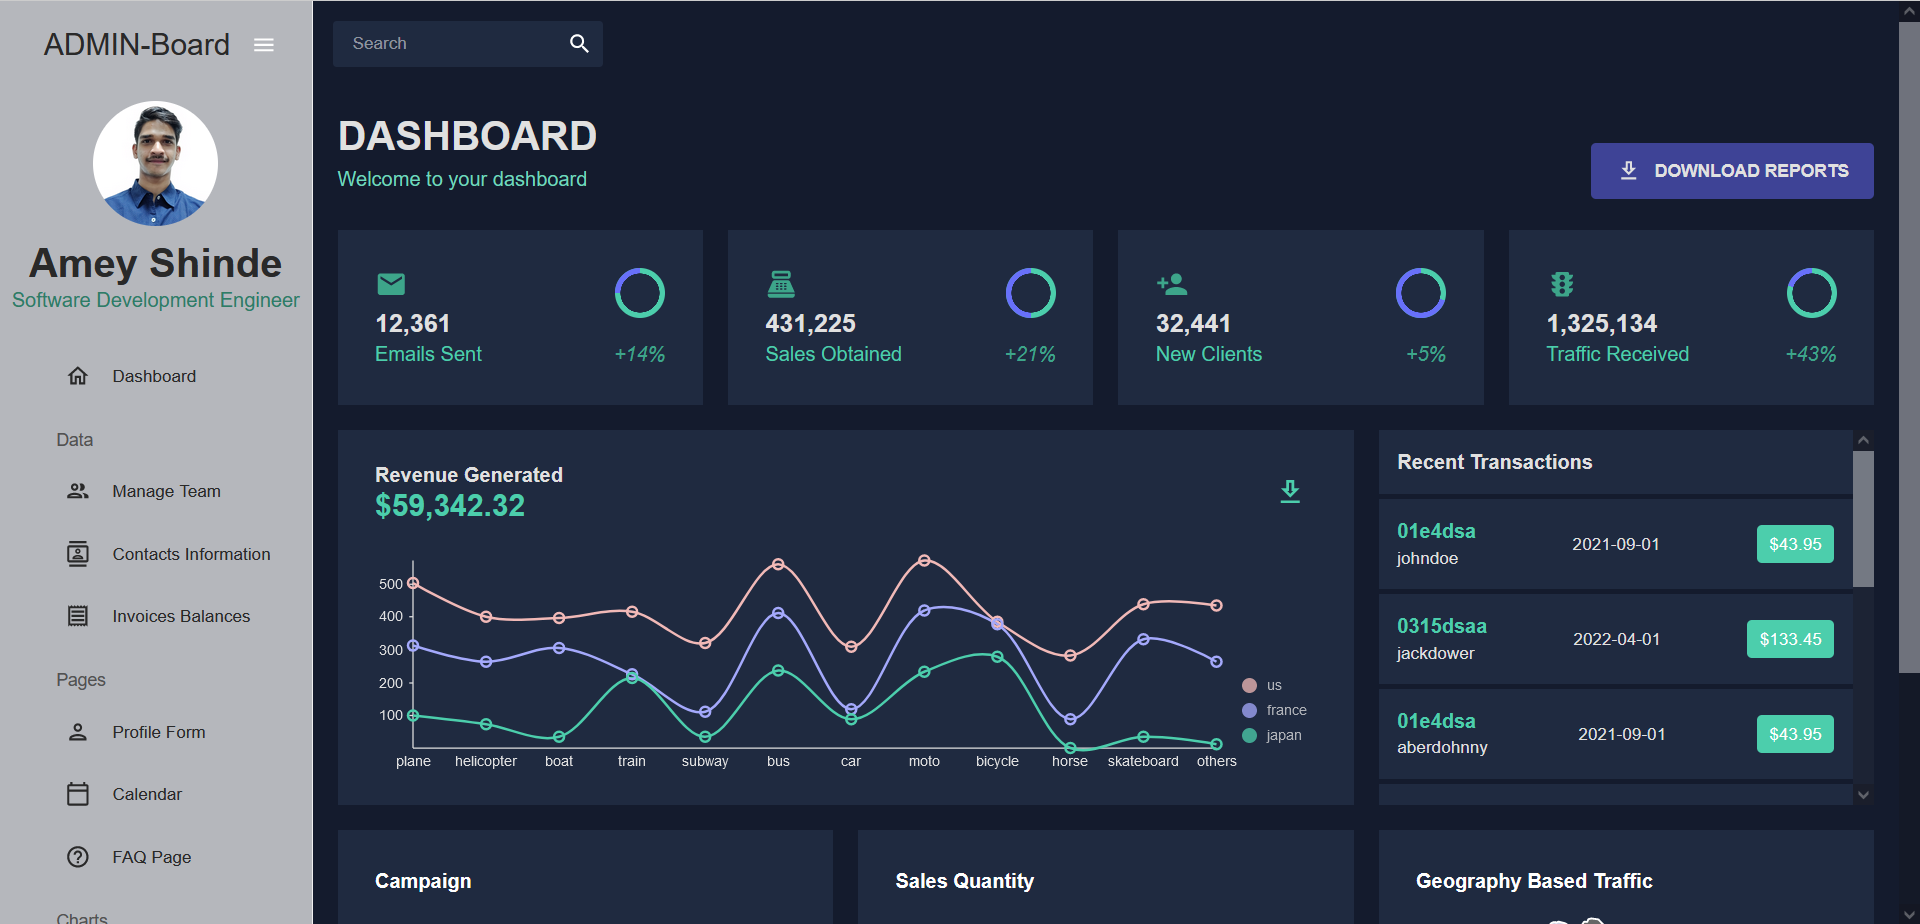 ADMIN-Board
Amey Shinde
Software Development Engineer
Dashboard
Data
Manage Team
Contacts Information
Invoices Balances
Pages
Profile Form
Calendar
FAQ Page
Charts
Search
DASHBOARD
Welcome to your dashboard
DOWNLOAD REPORTS
12,361
Emails Sent
+14%
431,225
Sales Obtained
+21%
32,441
New Clients
+5%
1,325,134
Traffic Received
+43%
Revenue Generated
$59,342.32
500
400
300
200
100
plane helicopter boat train subway bus car moto bicycle horse skateboard others
us
france
japan
Recent Transactions
01e4dsa
johndoe
2021-09-01
$43.95
0315dsaa
jackdower
2022-04-01
$133.45
01e4dsa
aberdohnny
2021-09-01
$43.95
Campaign
Sales Quantity
Geography Based Traffic